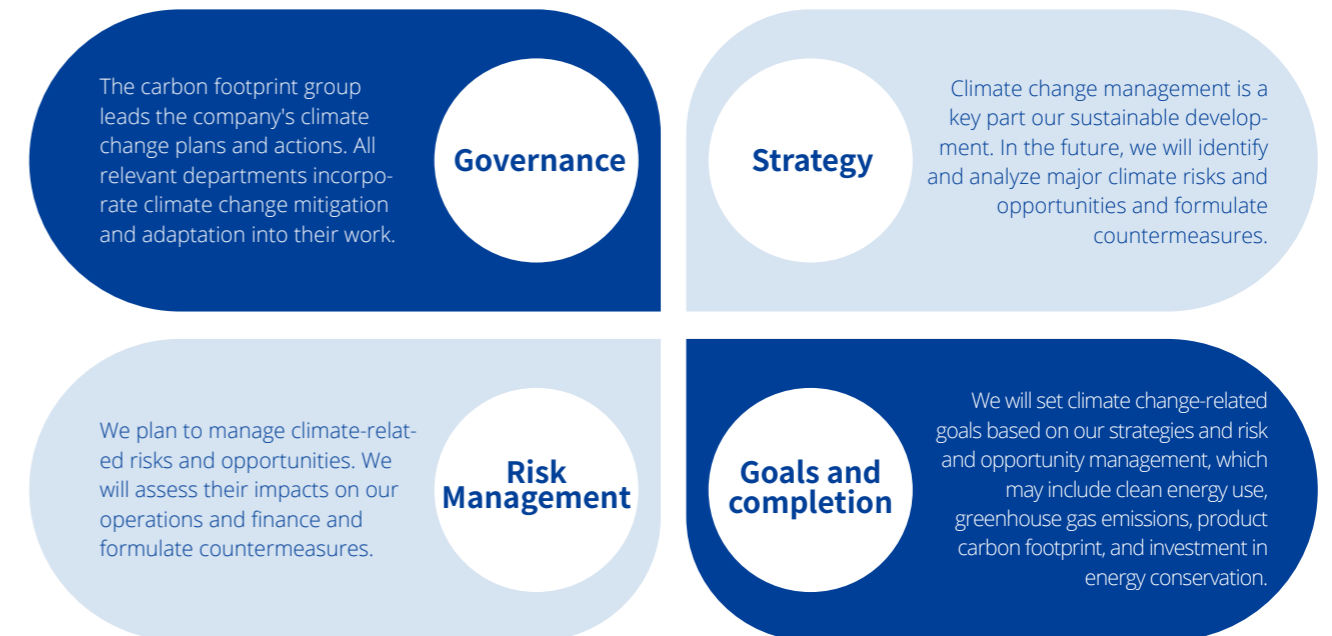 The carbon footprint group
leads the company's climate
change plans and actions. All
relevant departments incorpo-
rate climate change mitigation
and adaptation into their work.
Governance
Strategy
Climate change management is a
key part our sustainable develop-
ment. In the future, we will identify
and analyze major climate risks and
opportunities and formulate
countermeasures.
We plan to manage climate-relat-
ed risks and opportunities. We
will assess their impacts on our
operations and finance and
formulate countermeasures.
Risk
Management
Goals and
completion
We will set climate change-related
goals based on our strategies and risk
and opportunity management, which
may include clean energy use,
greenhouse gas emissions, product
carbon footprint, and investment in
energy conservation.